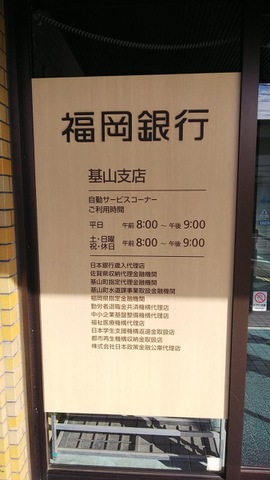 福岡銀行
基山支店
自動サービスコーナー
ご利用時間
平日 午前 8:00 ～ 午後 9:00
土・日曜
祝・休日 午前 8:00 ～ 午後 9:00
日本銀行歳入代理店
佐賀県収納代理金融機関
基山町指定代理金融機関
基山町水道課事業取扱金融機関
福岡県指定金融機関
勤労者退職金共済機構代理店
中小企業基盤整備機構代理店
福祉医療機構代理店
日本学生支援機構返還金取扱店
都市再生機構収納金取扱店
株式会社日本政策金融公庫代理店